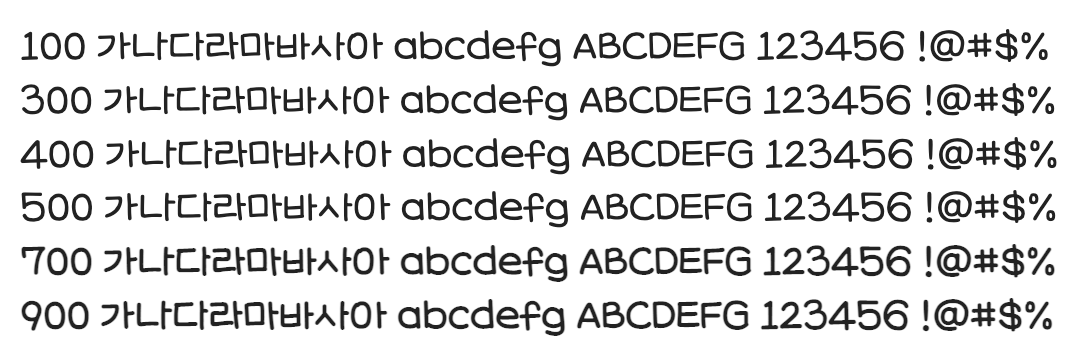 100 가나다라마바사아 abcdefg ABCDEFG 123456 !@#$%
300 가나다라마바사아 abcdefg ABCDEFG 123456 !@#$%
400 가나다라마바사아 abcdefg ABCDEFG 123456 !@#$%
500 가나다라마바사아 abcdefg ABCDEFG 123456 !@#$%
700 가나다라마바사아 abcdefg ABCDEFG 123456 !@#$%
900 가나다라마바사아 abcdefg ABCDEFG 123456 !@#$%